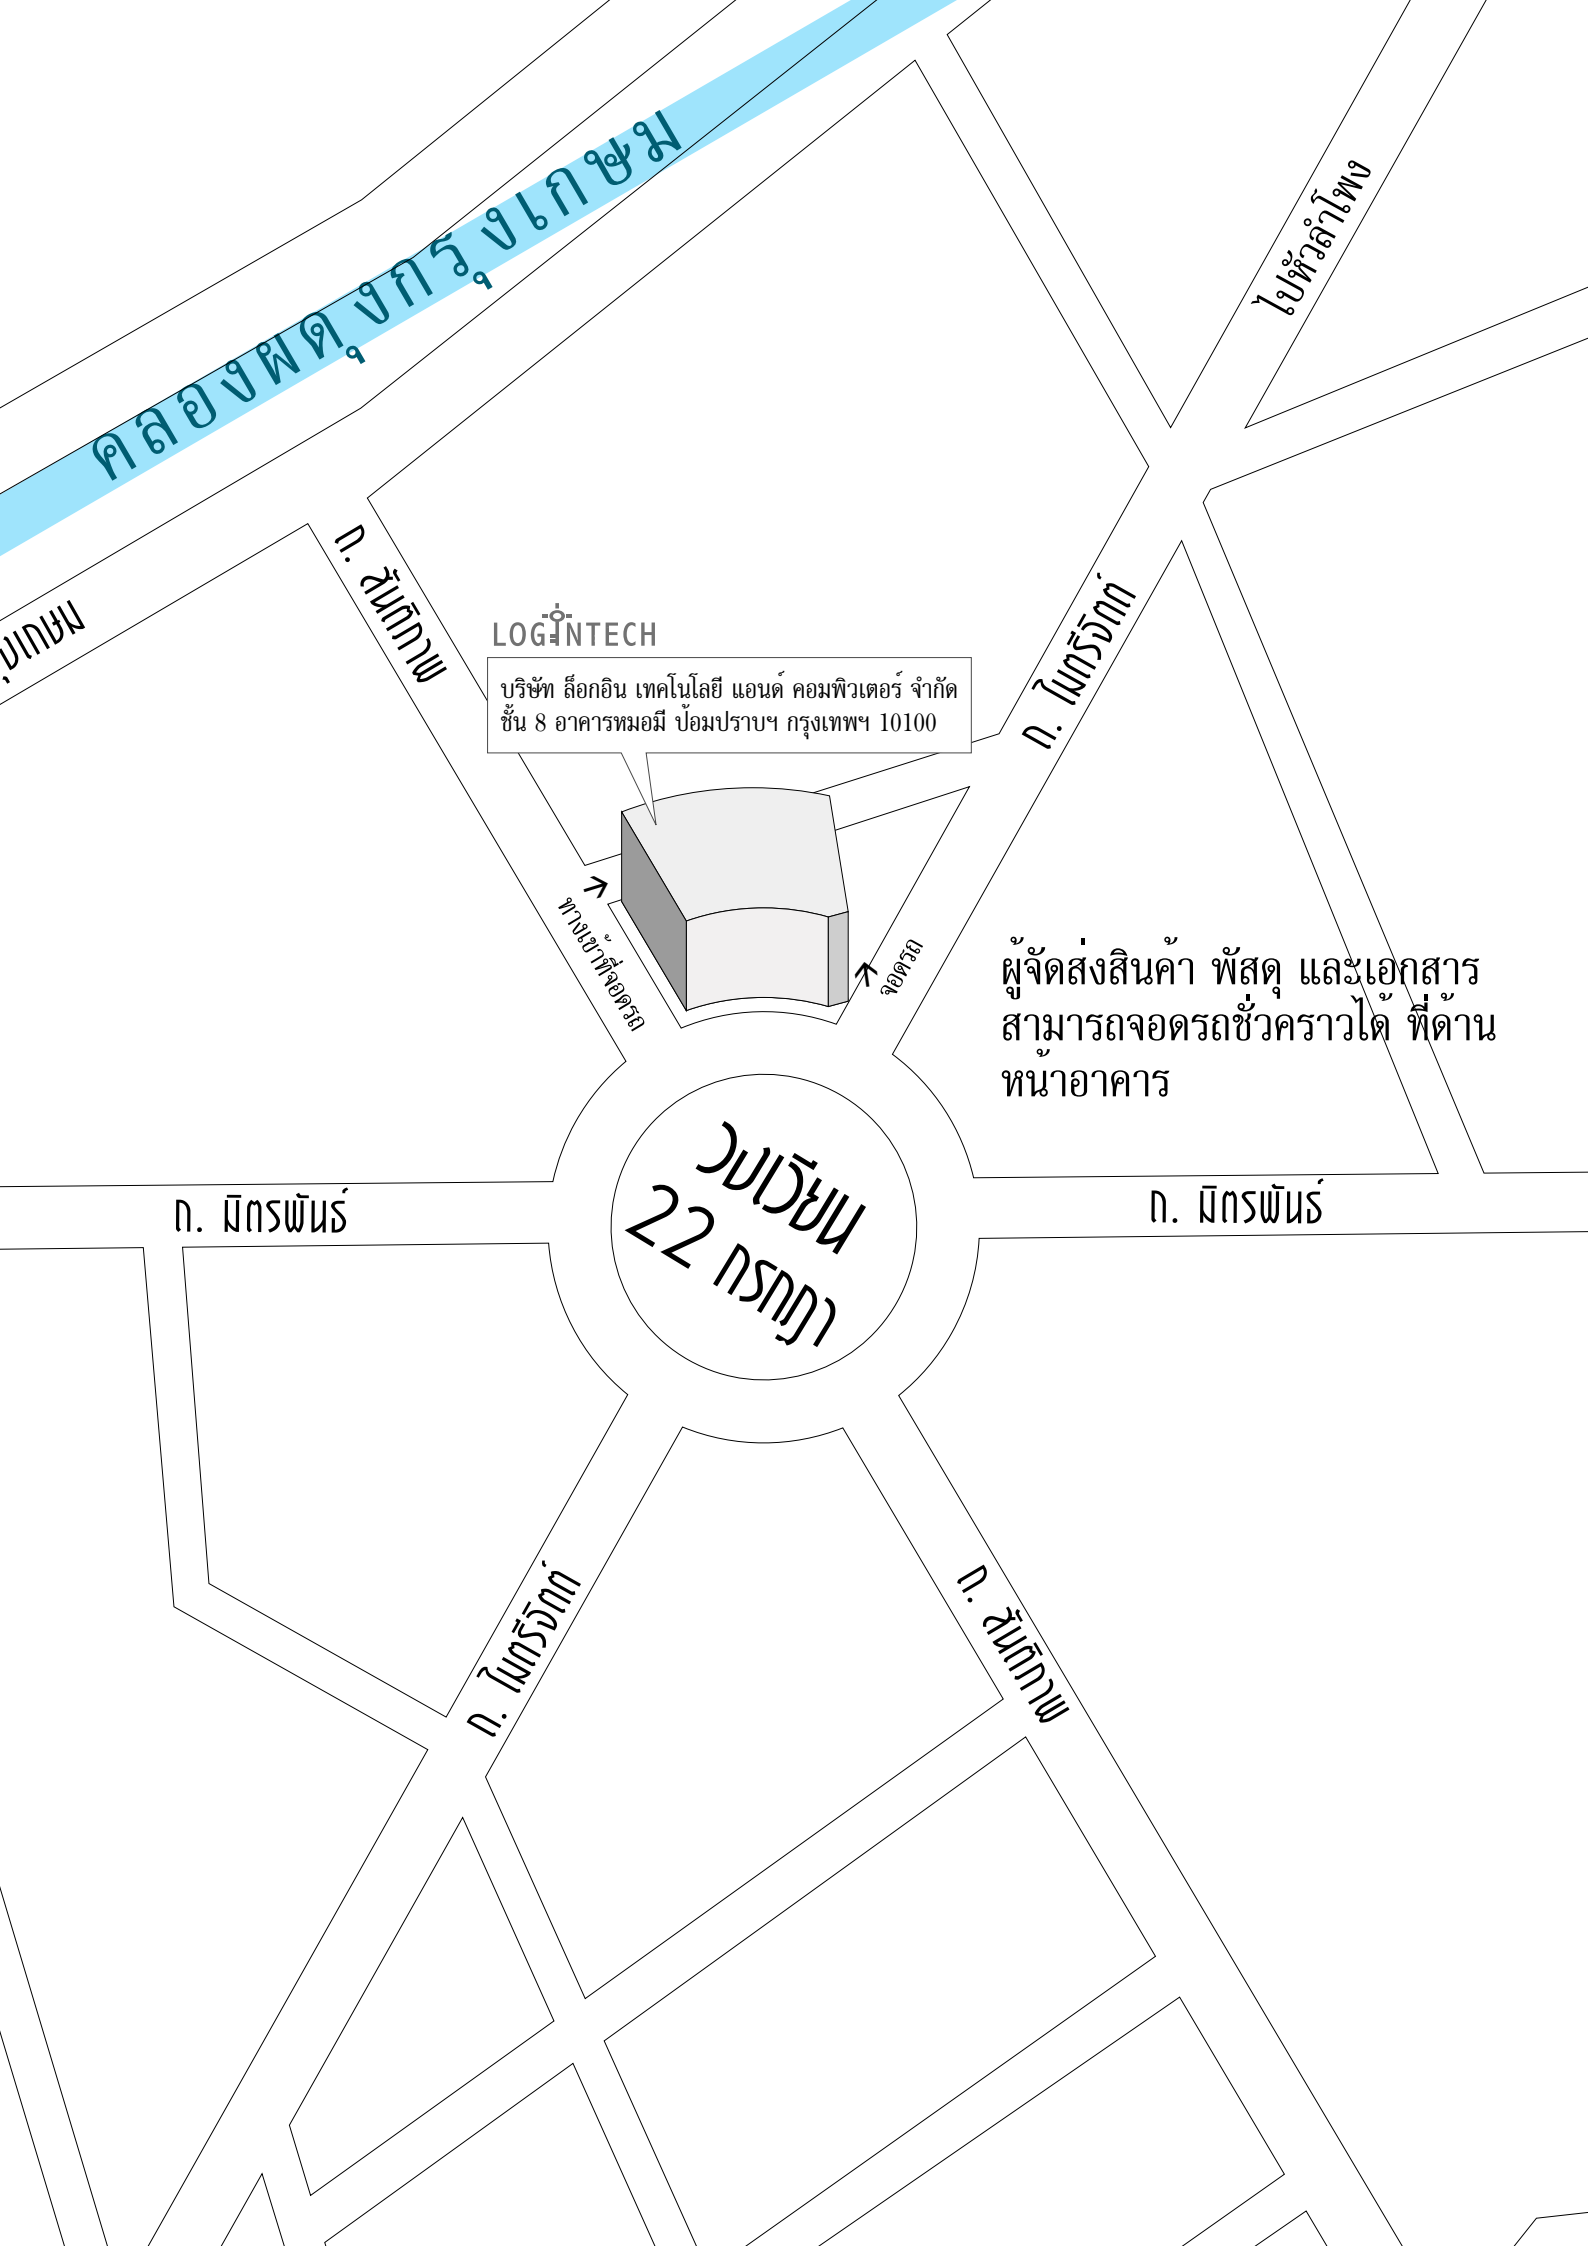 คลองผดุงกรุงเกษม
ไปหัวลำโพง
ถ. สันติภาพ
ุงเกษม
LOGINTECH
บริษัท ล็อกอิน เทคโนโลยี แอนด์ คอมพิวเตอร์ จำกัด
ชั้น 8 อาคารหมอมี ป้อมปราบฯ กรุงเทพฯ 10100
ถ. ไมตรีจิตต์
ทางเข้าที่จอดรถ
จอดรถ
ผู้จัดส่งสินค้า พัสดุ และเอกสาร
สามารถจอดรถชั่วคราวได้ ที่ด้าน
หน้าอาคาร
วงเวียน
22 กรกฎา
ถ. มิตรพันธ์
ถ. มิตรพันธ์
ถ. ไมตรีจิตต์
ถ. สันติภาพ